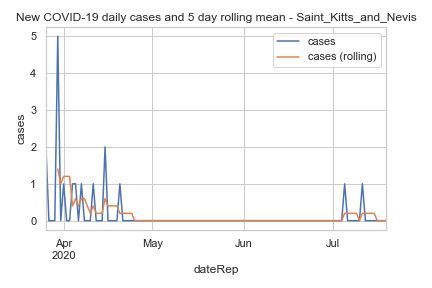 New COVID-19 daily cases and 5 day rolling mean - Saint_Kitts_and_Nevis
cases
cases (rolling)
cases
5
4
3
2
1
0
Apr
2020
May
Jun
Jul
dateRep